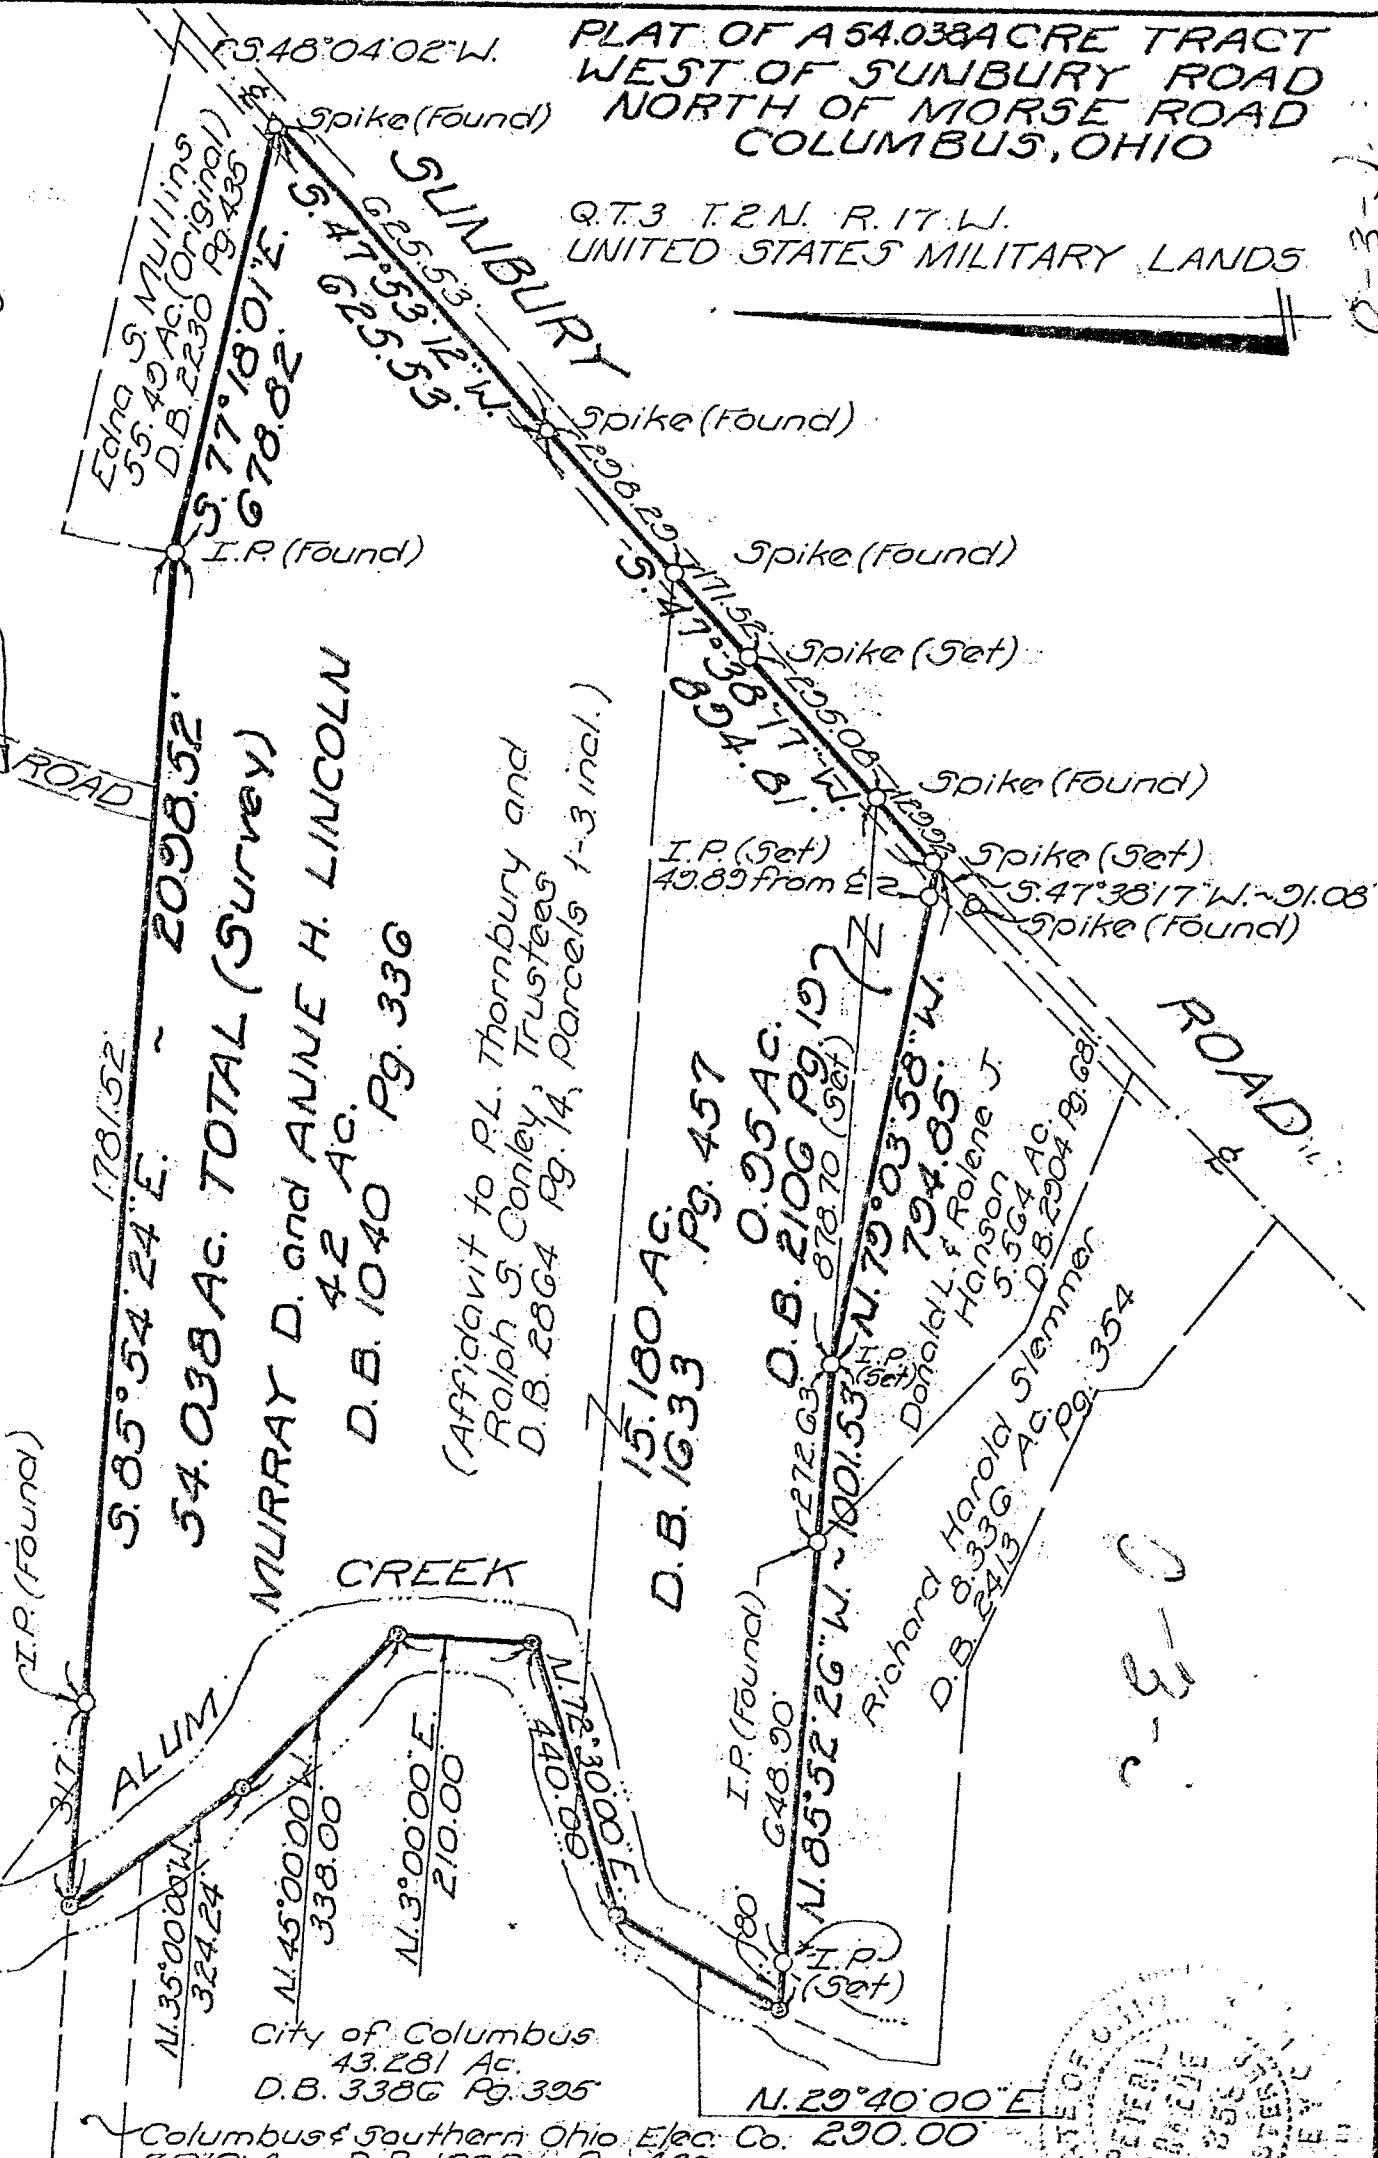 PLAT OF A 54.038 ACRE TRACT
WEST OF SUNBURY ROAD
NORTH OF MORSE ROAD
COLUMBUS, OHIO
Q.T.3 T.2N. R.17.W.
UNITED STATES MILITARY LANDS
S.48°04'02"W.
Spike (Found)
SUNBURY
625.53'
S.47°53'12"W.
625.53'
Edna S. Mullins
55.49 Ac. (Original)
D.B. 2230 Pg. 435
S.77°18'01"E.
678.82'
I.P. (Found)
Spike (Found)
298.29'
Spike (Found)
171.52'
Spike (Set)
S.47°38'17"W.
894.81'
295.08'
Spike (Found)
129.92'
Spike (Set)
S.47°38'17"W.~91.08'
Spike (Found)
I.P. (Set)
49.89 from ℄
ROAD
ROAD
2098.52'
1781.52'
S.85°54'24"E. ~
54.038 Ac. TOTAL (Survey)
MURRAY D. and ANNE H. LINCOLN
42 Ac.
D.B. 1040 Pg. 336
(Affidavit to P.L. Thornbury and
Ralph S. Conley, Trustees
D.B. 2864 Pg. 14, Parcels 1-3 incl.)
15.180 Ac.
D.B. 1633 Pg. 457
0.95 Ac.
D.B. 2106 Pg. 19
878.70 (Set)
N.79°03'58"W.
794.85'
Donald L. & Rolene J.
Hanson
5.564 Ac.
D.B. 2904 Pg. 681
I.P. (Set)
272.63'
Richard Harold Slemmer
8.336 Ac.
D.B. 2413 Pg. 354
I.P. (Found)
648.90'
N.85°52'26"W. ~ 1001.53'
I.P. (Found)
317'
ALUM
CREEK
N.35°00'00"W.
324.24'
N.45°00'00"W.
338.00'
N.3°00'00"E.
210.00'
N.72°30'00"E.
440.00'
80'
I.P.
(Set)
City of Columbus
43.281 Ac.
D.B. 3386 Pg. 395
N.29°40'00"E.
290.00'
Columbus & Southern Ohio Elec. Co.